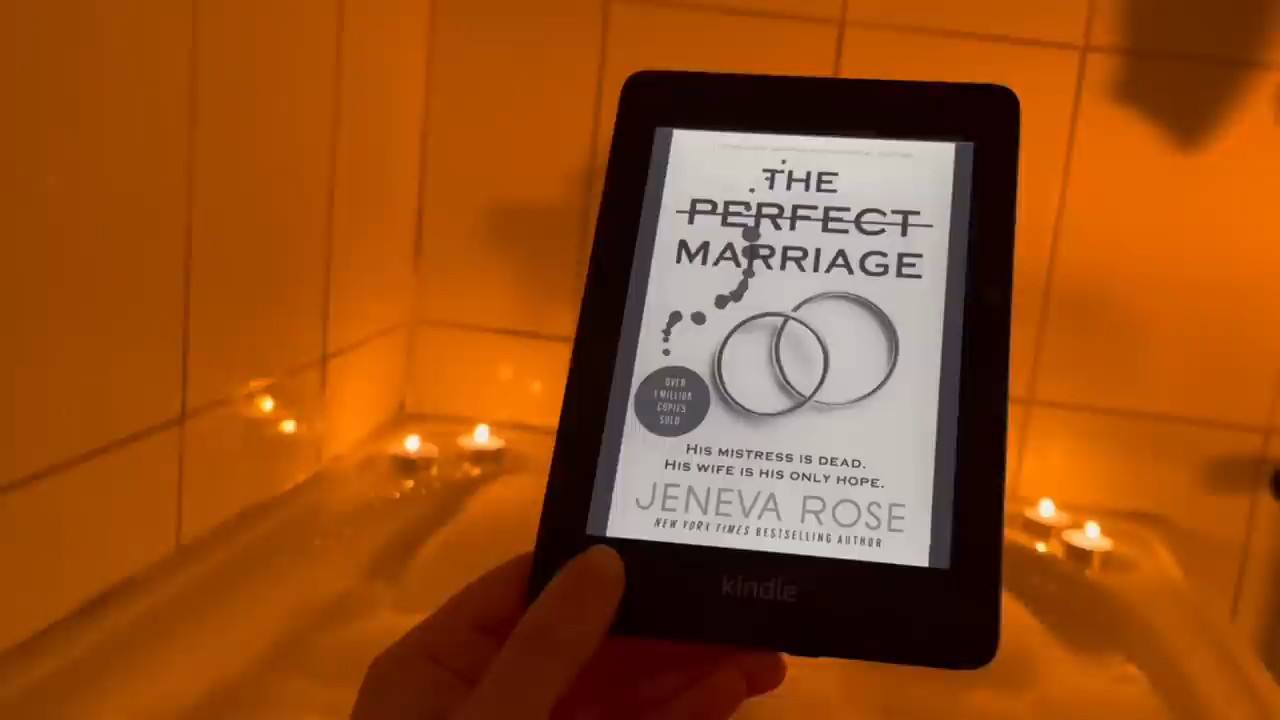 THE
PERFECT
MARRIAGE
OVER
1 MILLION
COPIES
SOLD
HIS MISTRESS IS DEAD.
HIS WIFE IS HIS ONLY HOPE.
JENEVA ROSE
NEW YORK TIMES BESTSELLING AUTHOR
kindle